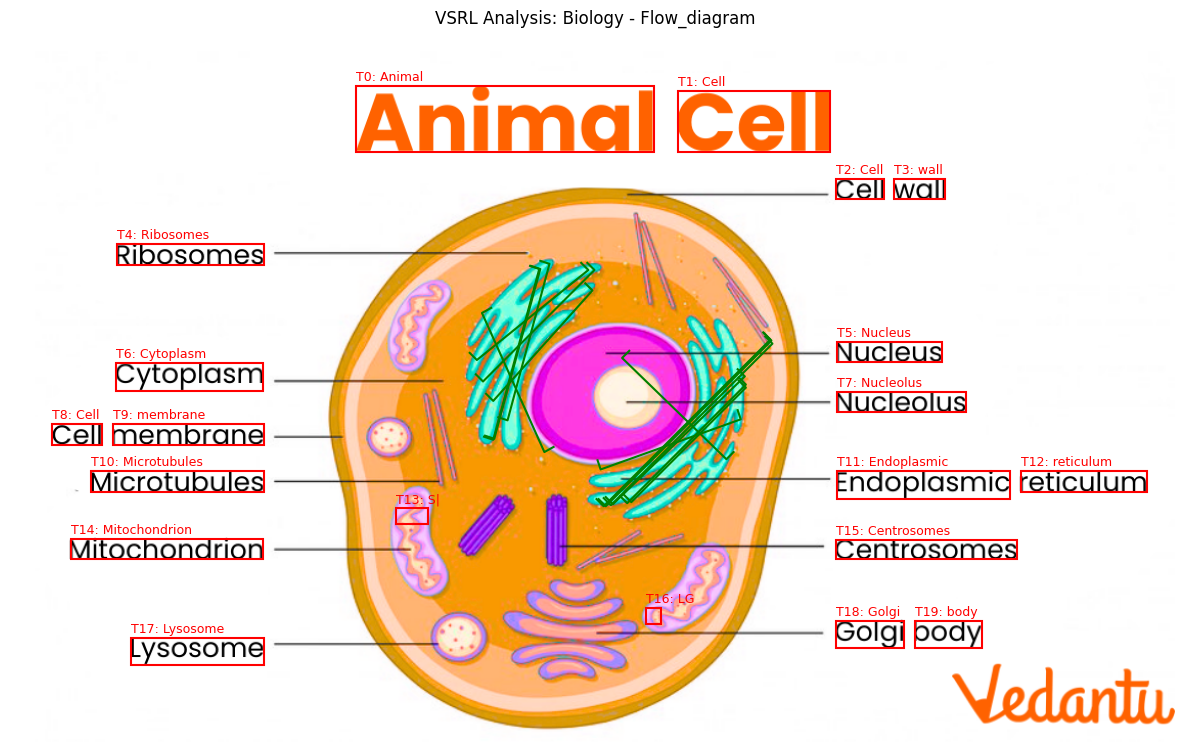 VSRL Analysis: Biology - Flow_diagram
T0: Animal
T1: Cell
Animal Cell
T2: Cell
T3: wall
Cell wall
T4: Ribosomes
Ribosomes
T5: Nucleus
Nucleus
T6: Cytoplasm
Cytoplasm
T7: Nucleolus
Nucleolus
T8: Cell
T9: membrane
Cell membrane
T10: Microtubules
Microtubules
T11: Endoplasmic
T12: reticulum
Endoplasmic reticulum
T13: S|
T14: Mitochondrion
Mitochondrion
T15: Centrosomes
Centrosomes
T16: LG
T17: Lysosome
Lysosome
T18: Golgi
T19: body
Golgi body
Vedantu